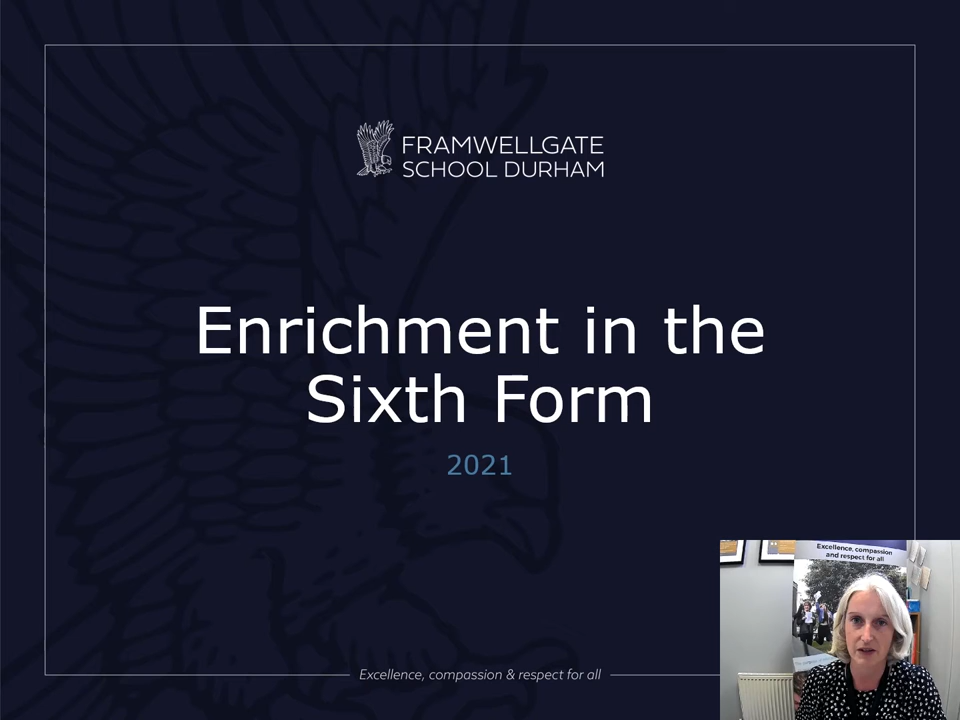 FRAMWELLGATE
SCHOOL DURHAM
Enrichment in the
Sixth Form
2021
Excellence, compassion & respect for all
Excellence, compassion
and respect for all